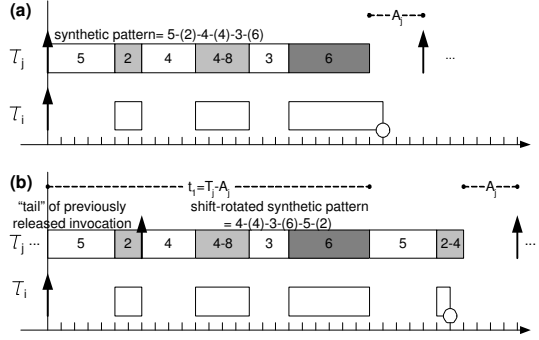 (a)
A_j
synthetic pattern= 5-(2)-4-(4)-3-(6)
τ_j 5 2 4 4-8 3 6 ...
τ_i
(b)
t_1=T_j-A_j
A_j
"tail" of previously shift-rotated synthetic pattern
released invocation = 4-(4)-3-(6)-5-(2)
τ_j ... 5 2 4 4-8 3 6 5 2-4 ...
τ_i